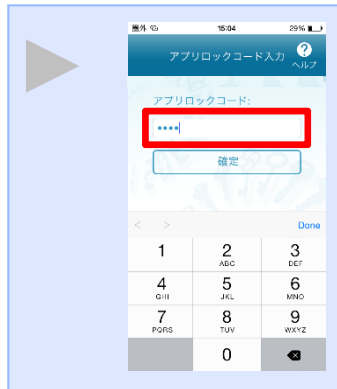 圏外 15:04 29%
アプリロックコード入力 ?
ヘルプ
アプリロックコード:
••••
確定
< > Done
1 2 3
ABC DEF
4 5 6
GHI JKL MNO
7 8 9
PQRS TUV WXYZ
0